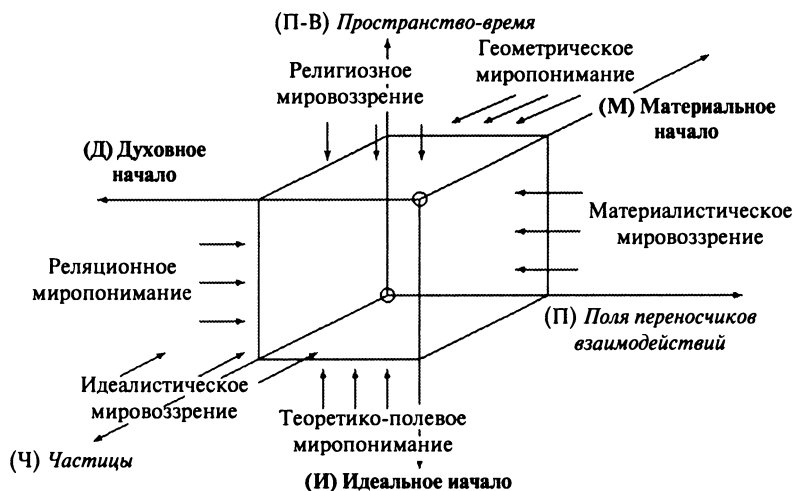 (П-В) Пространство-время
Религиозное
мировоззрение
Геометрическое
миропонимание
(М) Материальное
начало
(Д) Духовное
начало
Материалистическое
мировоззрение
Реляционное
миропонимание
(П) Поля переносчиков
взаимодействий
Идеалистическое
мировоззрение
Теоретико-полевое
миропонимание
(Ч) Частицы
(И) Идеальное иачало